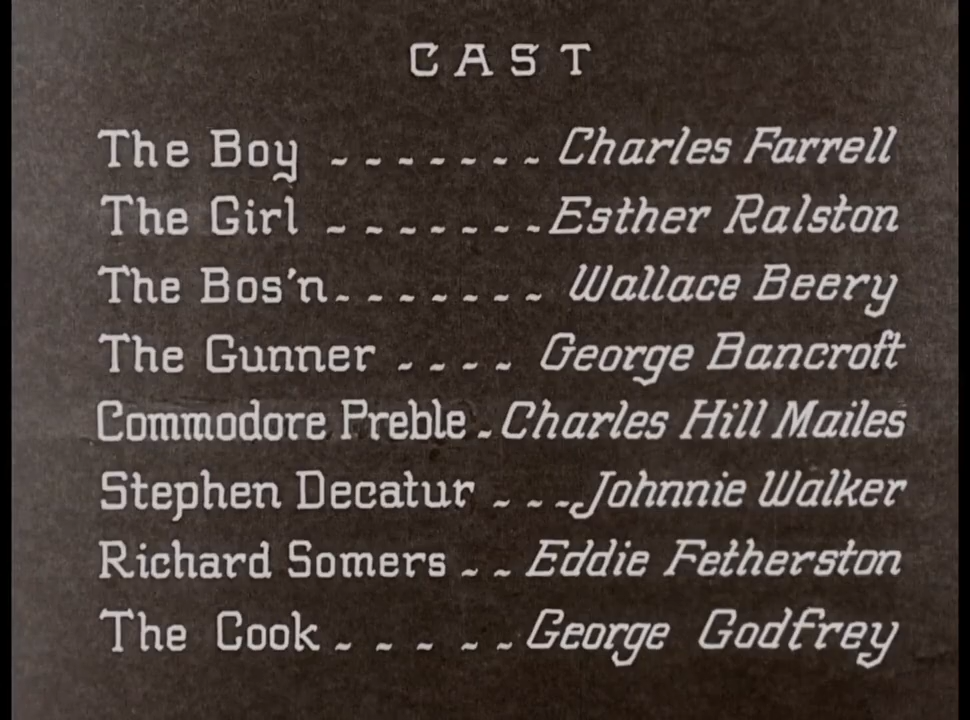 CAST
The Boy - - - - - - - Charles Farrell
The Girl - - - - - - - Esther Ralston
The Bos'n - - - - - - - Wallace Beery
The Gunner - - - - George Bancroft
Commodore Preble - Charles Hill Mailes
Stephen Decatur - - - Johnnie Walker
Richard Somers - - Eddie Fetherston
The Cook - - - - - George Godfrey